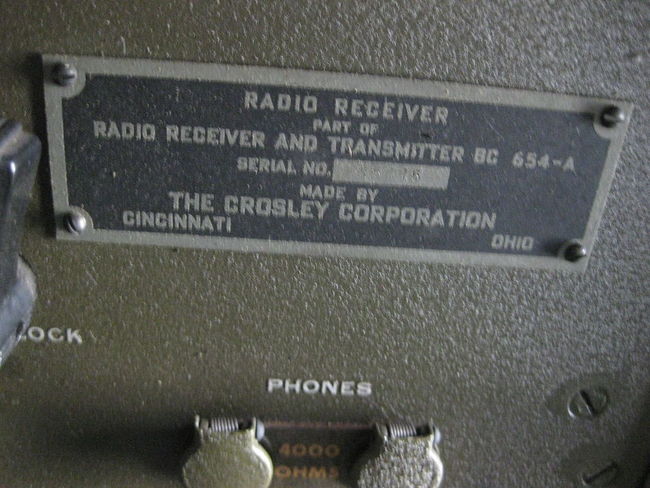 RADIO RECEIVER
PART OF
RADIO RECEIVER AND TRANSMITTER BC 654-A
SERIAL NO.
MADE BY
THE CROSLEY CORPORATION
CINCINNATI OHIO
LOCK
PHONES
4000
OHMS